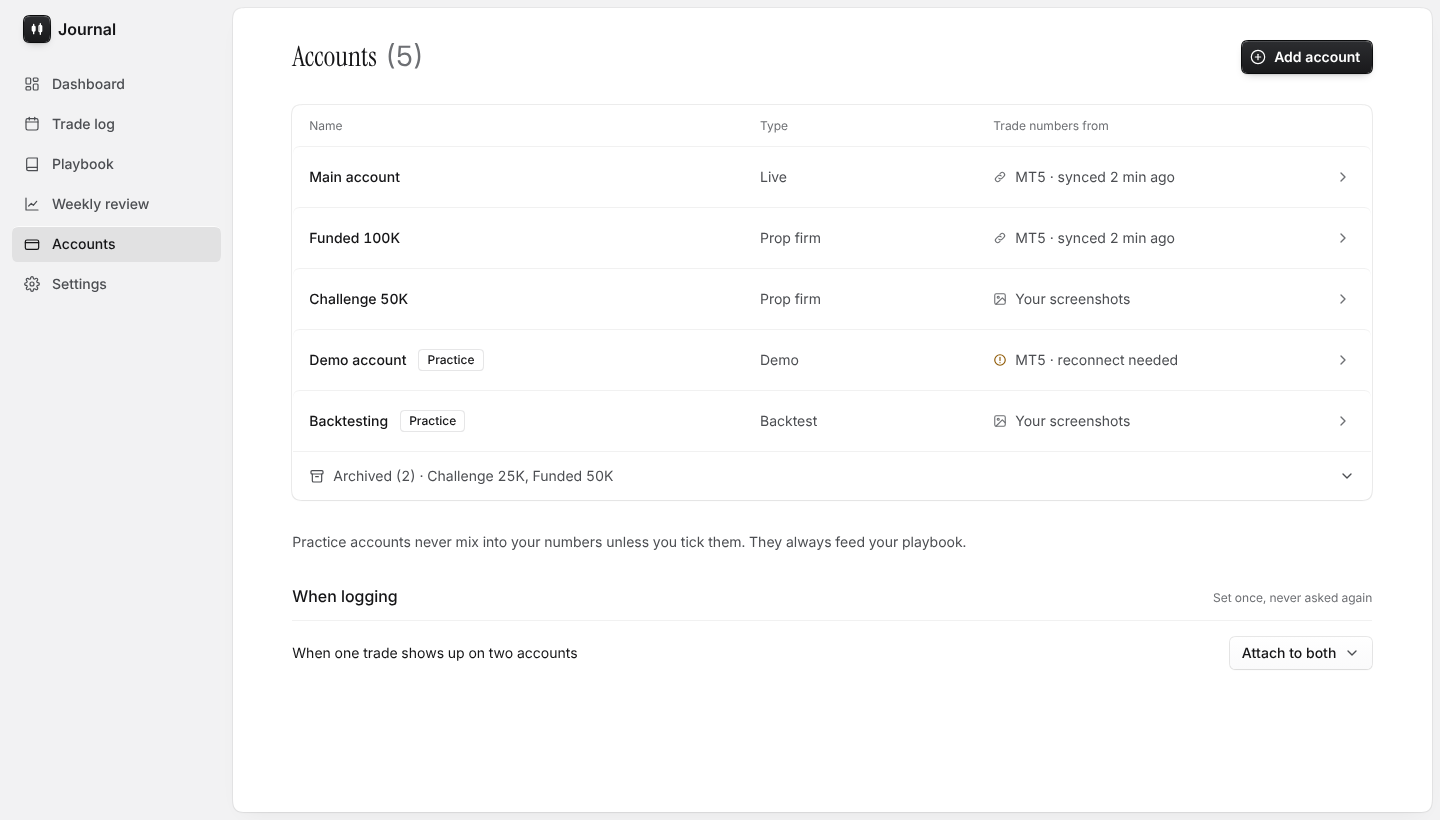 Journal
Dashboard
Trade log
Playbook
Weekly review
Accounts
Settings
Accounts (5)
Add account
Name Type Trade numbers from
Main account Live MT5 · synced 2 min ago
Funded 100K Prop firm MT5 · synced 2 min ago
Challenge 50K Prop firm Your screenshots
Demo account Practice Demo MT5 · reconnect needed
Backtesting Practice Backtest Your screenshots
Archived (2) · Challenge 25K, Funded 50K
Practice accounts never mix into your numbers unless you tick them. They always feed your playbook.
When logging Set once, never asked again
When one trade shows up on two accounts Attach to both